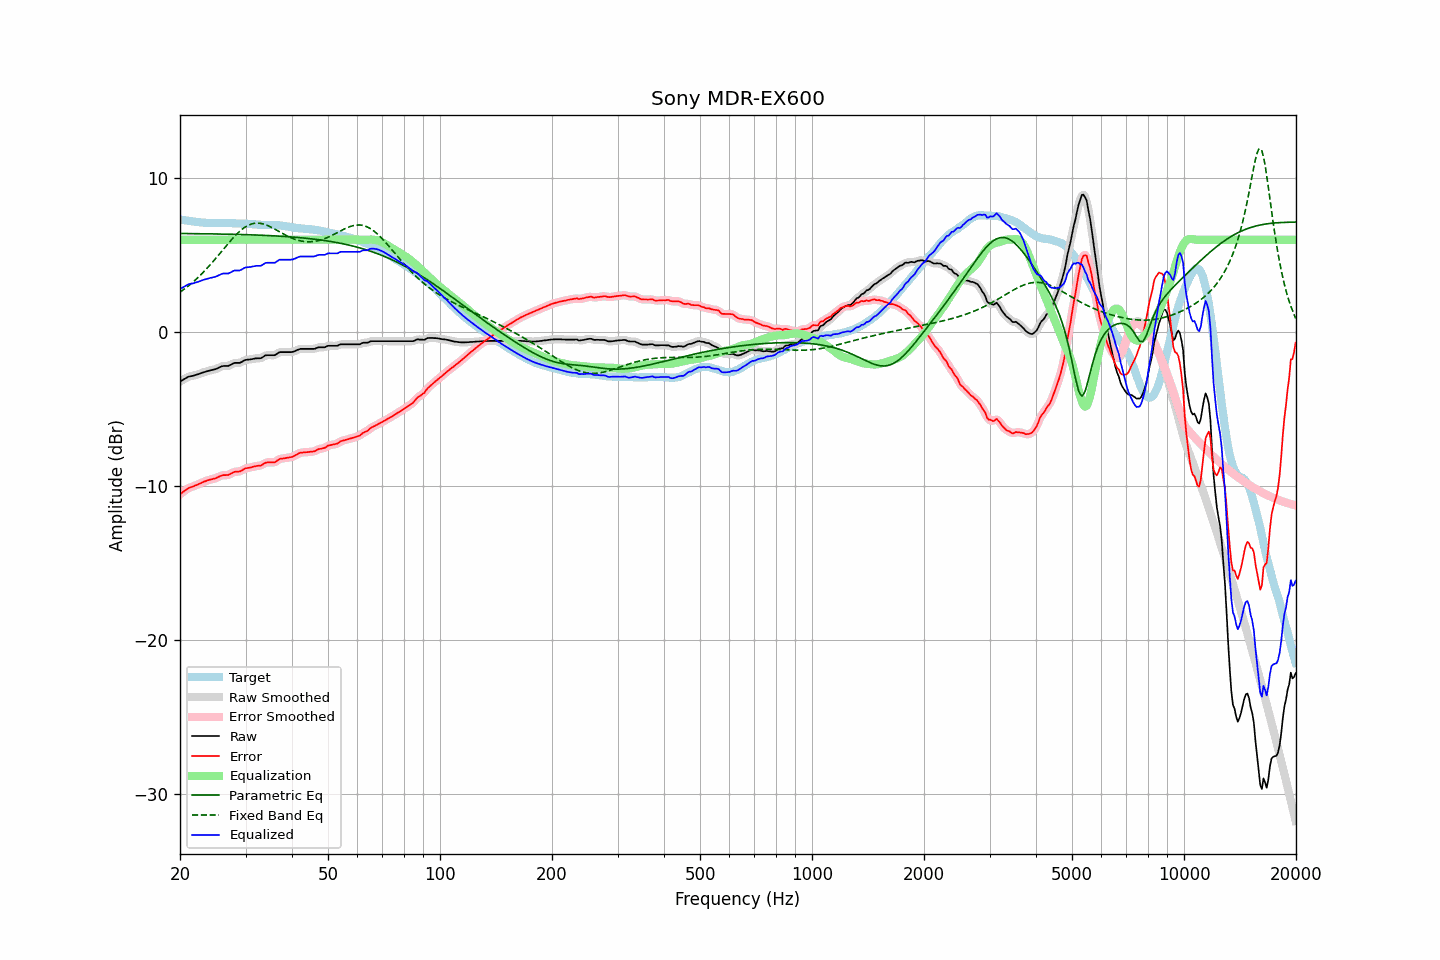 Sony MDR-EX600
Amplitude (dBr)
10
0
−10
−20
−30
Target
Raw Smoothed
Error Smoothed
Raw
Error
Equalization
Parametric Eq
Fixed Band Eq
Equalized
20 50 100 200 500 1000 2000 5000 10000 20000
Frequency (Hz)